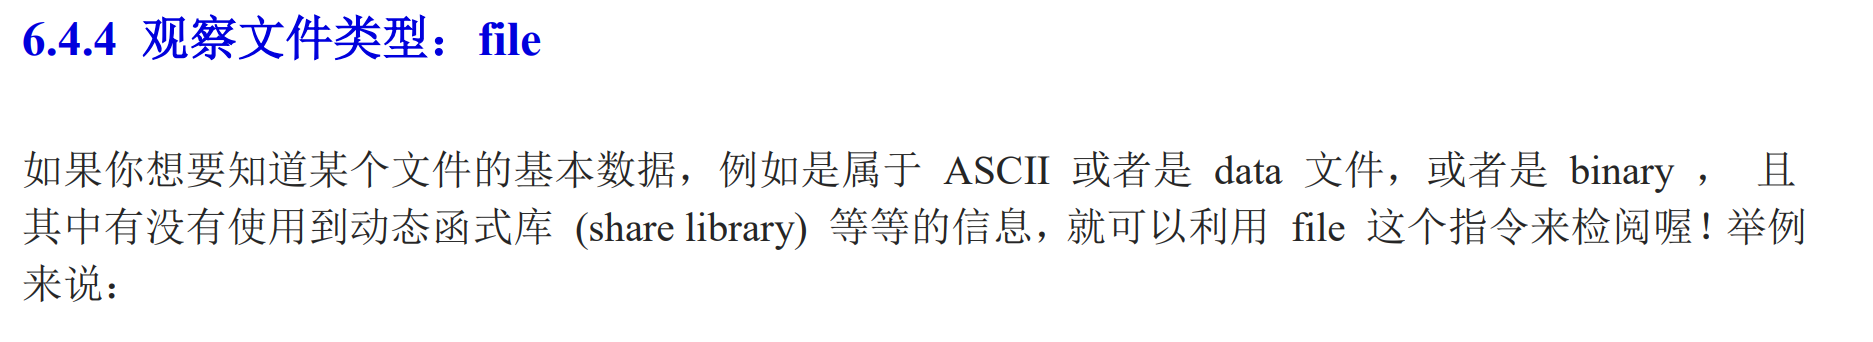 6.4.4 观察文件类型：file
如果你想要知道某个文件的基本数据，例如是属于 ASCII 或者是 data 文件，或者是 binary ， 且
其中有没有使用到动态函式库 (share library) 等等的信息，就可以利用 file 这个指令来检阅喔！举例
来说：